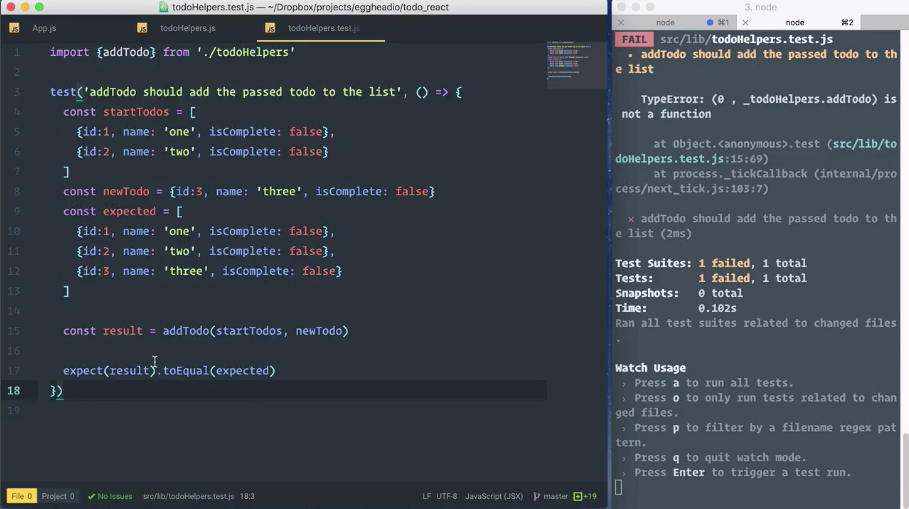 todoHelpers.test.js — ~/Dropbox/projects/eggheadio/todo_react
App.js
todoHelpers.js
todoHelpers.test.js
1 import {addTodo} from './todoHelpers'
2
3 test('addTodo should add the passed todo to the list', () => {
4 const startTodos = [
5 {id:1, name: 'one', isComplete: false},
6 {id:2, name: 'two', isComplete: false}
7 ]
8 const newTodo = {id:3, name: 'three', isComplete: false}
9 const expected = [
10 {id:1, name: 'one', isComplete: false},
11 {id:2, name: 'two', isComplete: false},
12 {id:3, name: 'three', isComplete: false}
13 ]
14
15 const result = addTodo(startTodos, newTodo)
16
17 expect(result).toEqual(expected)
18 })
19
File 0 Project 0 No Issues src/lib/todoHelpers.test.js 18:3 LF UTF-8 JavaScript (JSX) master +19
3. node
× node ⌘1 × node ⌘2
FAIL src/lib/todoHelpers.test.js
• addTodo should add the passed todo to th
e list
TypeError: (0 , _todoHelpers.addTodo) is
not a function
at Object.<anonymous>.test (src/lib/to
doHelpers.test.js:15:69)
at process._tickCallback (internal/pro
cess/next_tick.js:103:7)
× addTodo should add the passed todo to th
e list (2ms)
Test Suites: 1 failed, 1 total
Tests: 1 failed, 1 total
Snapshots: 0 total
Time: 0.102s
Ran all test suites related to changed files
.
Watch Usage
› Press a to run all tests.
› Press o to only run tests related to chan
ged files.
› Press p to filter by a filename regex pat
tern.
› Press q to quit watch mode.
› Press Enter to trigger a test run.